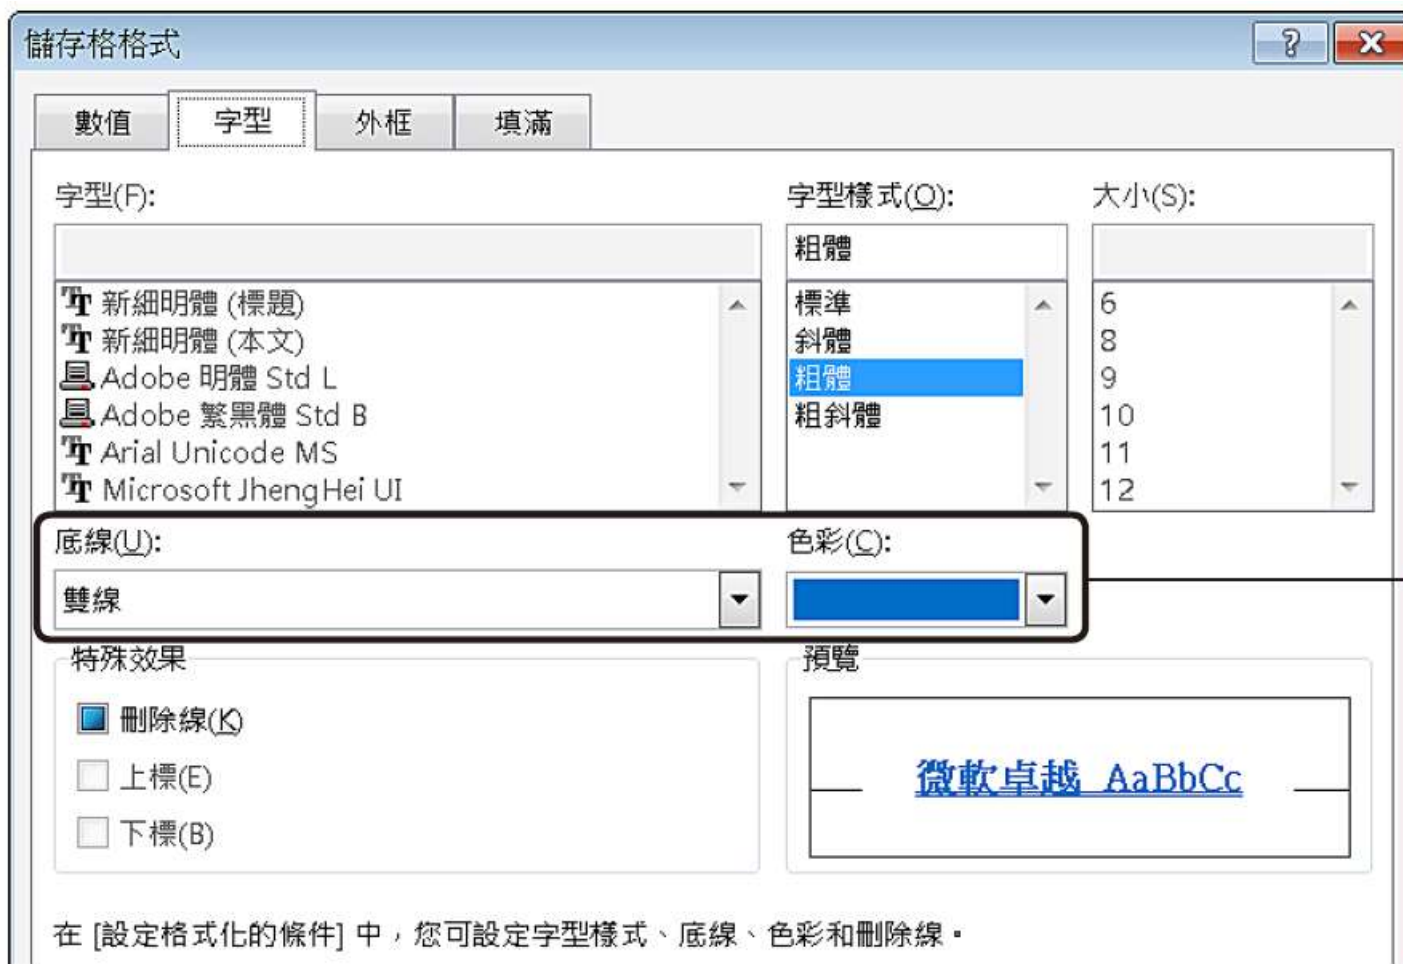 儲存格格式
數值 字型 外框 填滿
字型(F): 字型樣式(O): 大小(S):
粗體
新細明體 (標題) 標準 6
新細明體 (本文) 斜體 8
Adobe 明體 Std L 粗體 9
Adobe 繁黑體 Std B 粗斜體 10
Arial Unicode MS 11
Microsoft JhengHei UI 12
底線(U): 色彩(C):
雙線
特殊效果 預覽
刪除線(K)
微軟卓越 AaBbCc
上標(E)
下標(B)
在 [設定格式化的條件] 中，您可設定字型樣式、底線、色彩和刪除線。